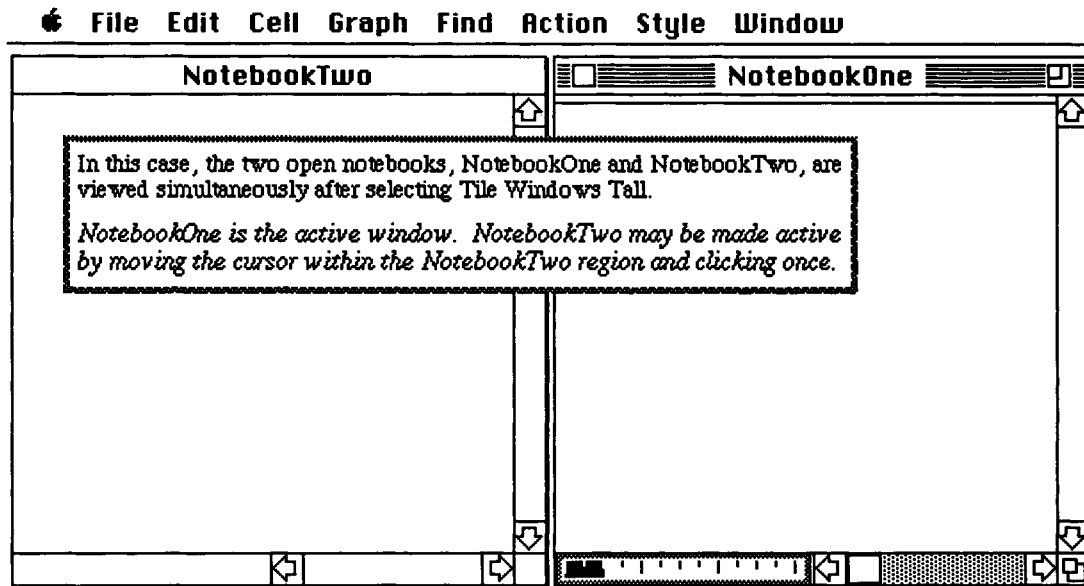 File Edit Cell Graph Find Action Style Window
NotebookTwo
NotebookOne
In this case, the two open notebooks, NotebookOne and NotebookTwo, are
viewed simultaneously after selecting Tile Windows Tall.
NotebookOne is the active window. NotebookTwo may be made active
by moving the cursor within the NotebookTwo region and clicking once.